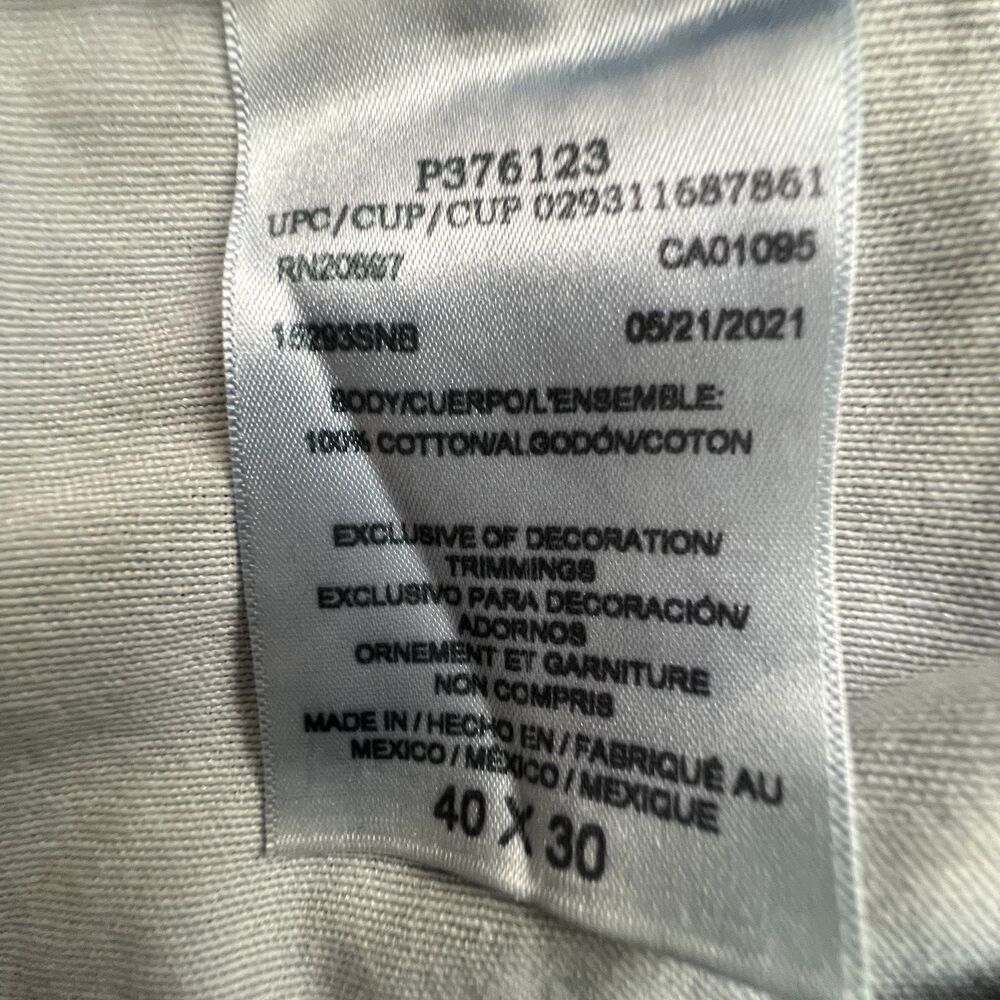 P376123
UPC/CUP/CUP 029311687861
RN20697 CA01095
05/21/2021
BODY/CUERPO/L'ENSEMBLE:
100% COTTON/ALGODÓN/COTON
EXCLUSIVE OF DECORATION/
TRIMMINGS
EXCLUSIVO PARA DECORACIÓN/
ADORNOS
ORNEMENT ET GARNITURE
NON COMPRIS
MADE IN / HECHO EN / FABRIQUÉ AU
MEXICO / MÉXICO / MEXIQUE
40 X 30